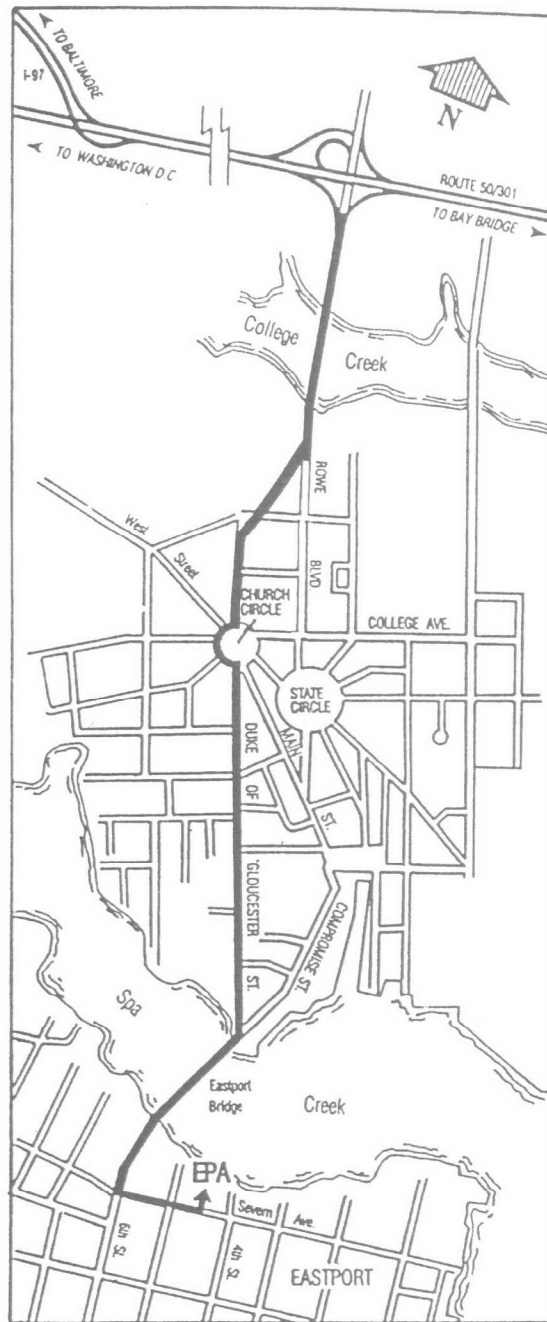 TO BALTIMORE
I-97
TO WASHINGTON D C
N
ROUTE 50/301
TO BAY BRIDGE
College
Creek
ROWE
BLVD
West
Street
CHURCH
CIRCLE
COLLEGE AVE.
STATE
CIRCLE
MAIN
ST.
DUKE
OF
GLOUCESTER
ST.
COMPROMISE ST.
Spa
Eastport
Bridge
Creek
EPA
Severn
Ave.
6th St.
4th St.
EASTPORT